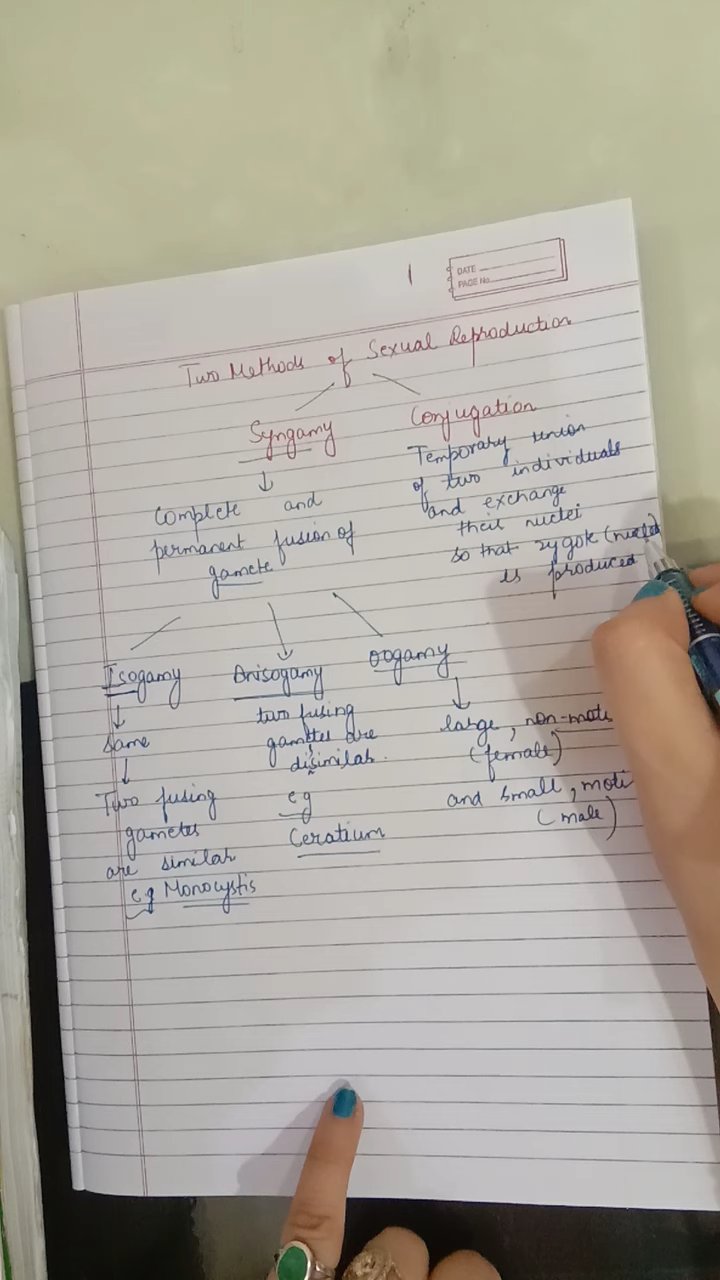 1
DATE
PAGE No.
Two Methods of Sexual Reproduction
Syngamy
Complete and
permanent fusion of
gamete
Conjugation
Temporary union
of two individuals
and exchange
their nuclei
so that zygote
is produced
Isogamy
same
Two fusing
gametes
are similar
eg Monocystis
Anisogamy
two fusing
gametes are
disimilar.
eg
Ceratium
Oogamy
large, non-moti
(female)
and small, moti
(male)